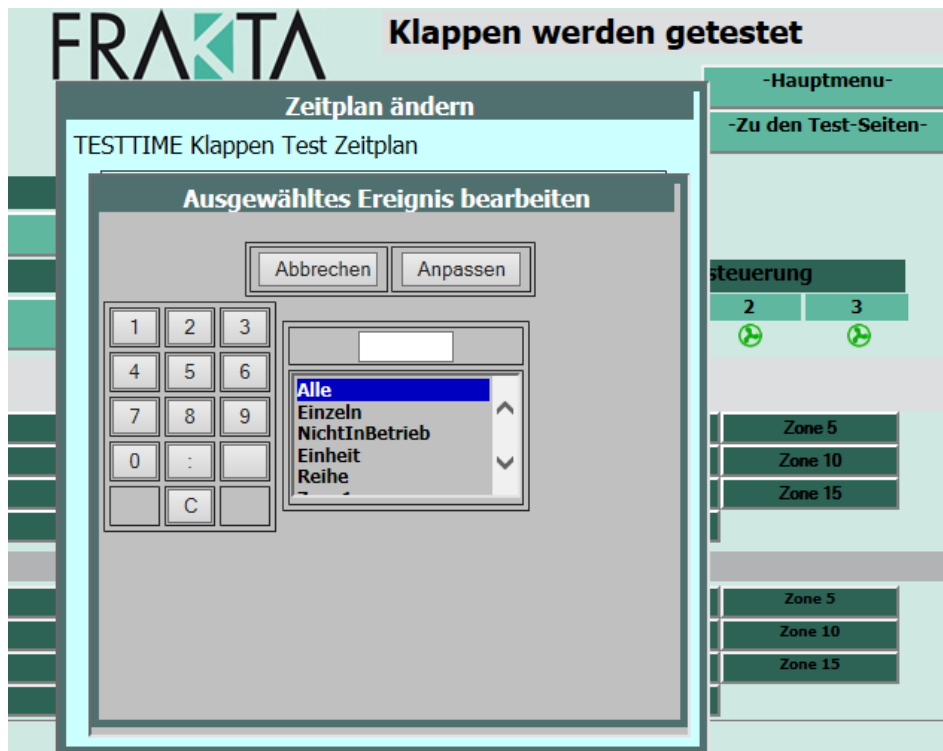 FRAKTA
Klappen werden getestet
-Hauptmenu-
-Zu den Test-Seiten-
Zeitplan ändern
TESTTIME Klappen Test Zeitplan
Ausgewähltes Ereignis bearbeiten
Abbrechen Anpassen
steuerung
2 3
1 2 3
4 5 6
7 8 9
0 :
C
Alle
Einzeln
NichtInBetrieb
Einheit
Reihe
Zone 5
Zone 10
Zone 15
Zone 5
Zone 10
Zone 15